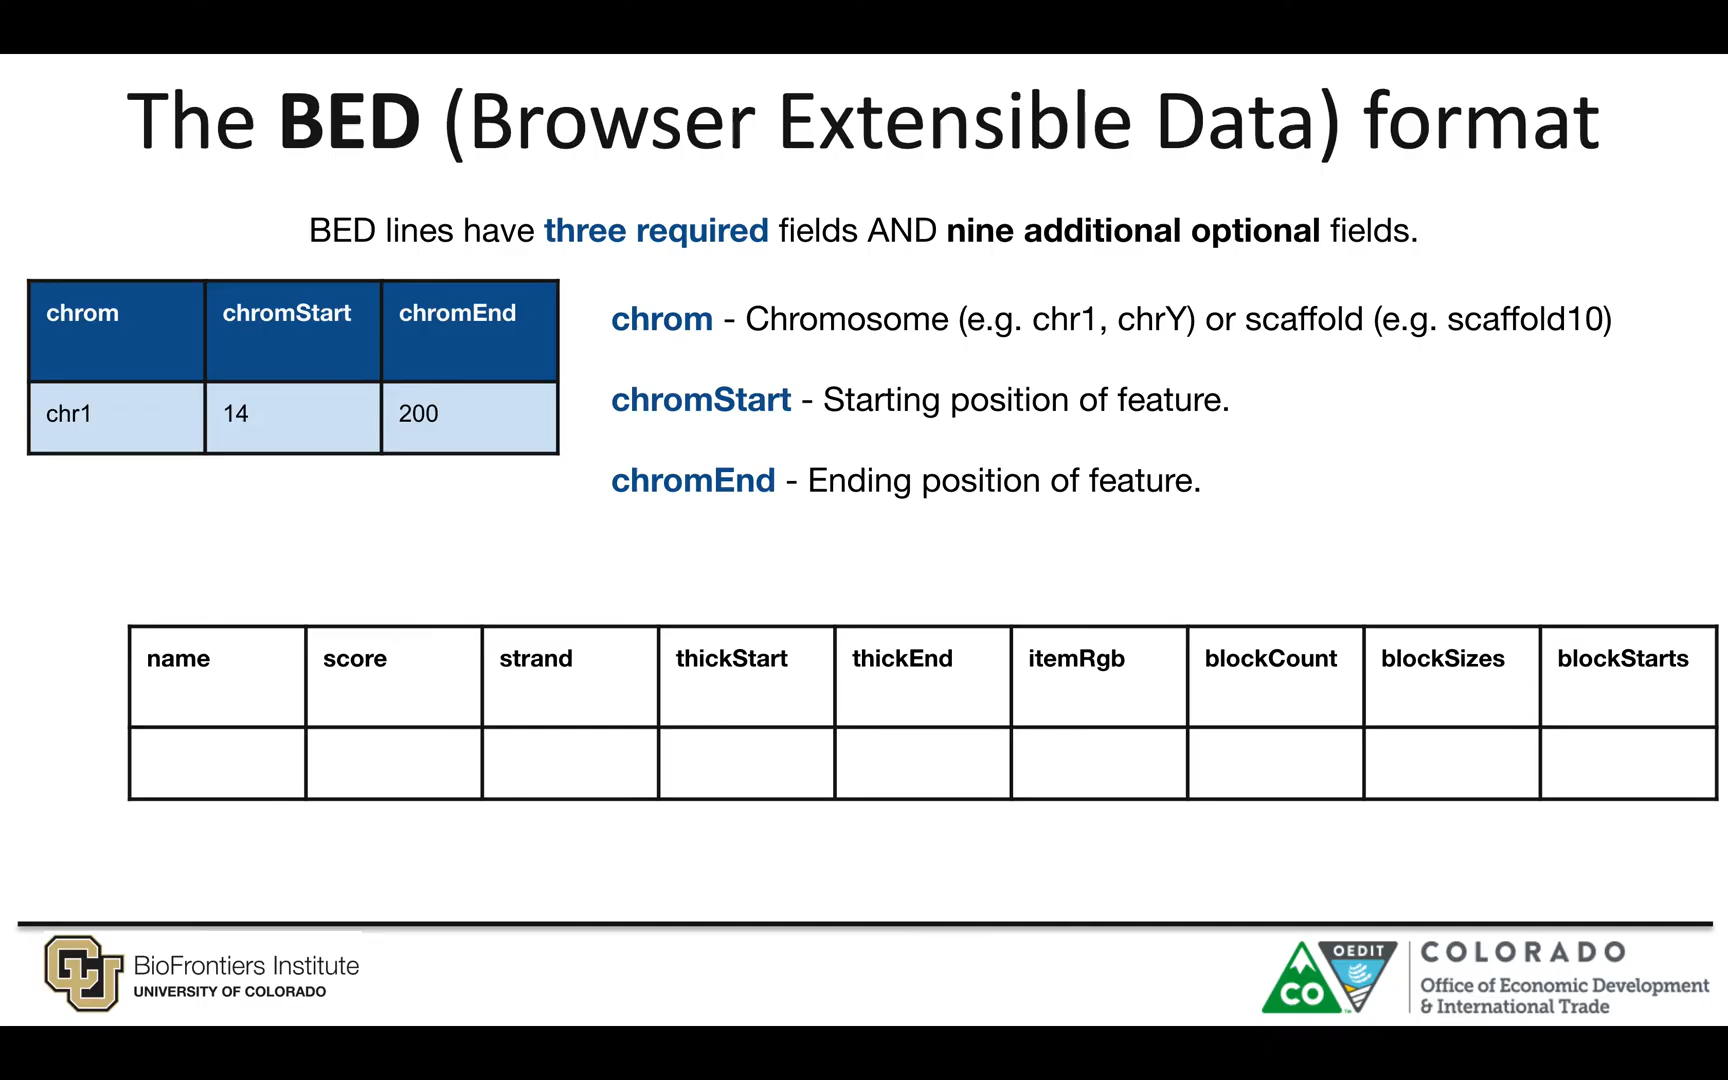 The BED (Browser Extensible Data) format
BED lines have three required fields AND nine additional optional fields.
chrom chromStart chromEnd
chr1 14 200
chrom - Chromosome (e.g. chr1, chrY) or scaffold (e.g. scaffold10)
chromStart - Starting position of feature.
chromEnd - Ending position of feature.
name score strand thickStart thickEnd itemRgb blockCount blockSizes blockStarts
CU
BioFrontiers Institute
UNIVERSITY OF COLORADO
CO
TM
OEDIT
COLORADO
Office of Economic Development
& International Trade